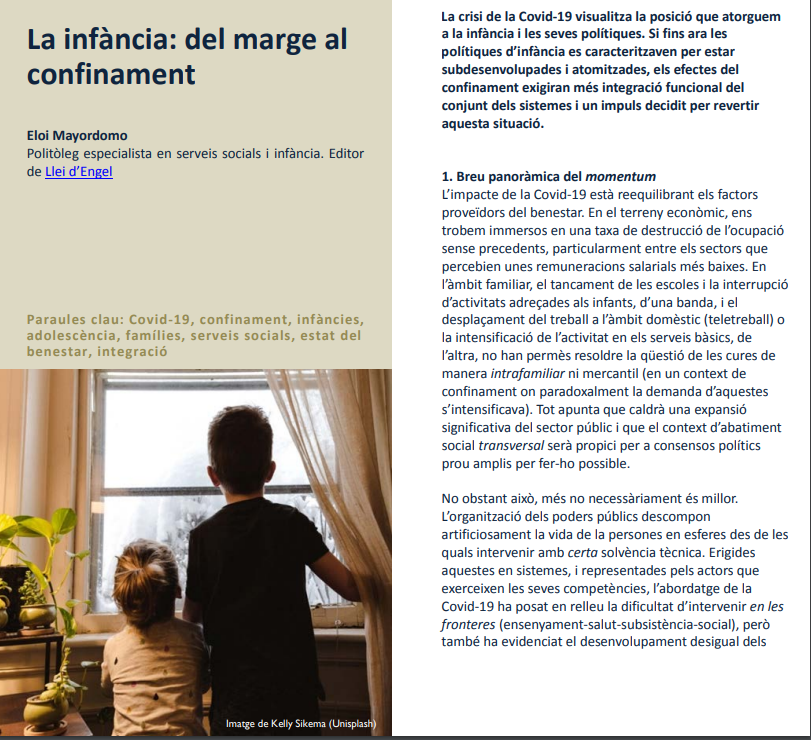 La infància: del marge al
confinament
Eloi Mayordomo
Politòleg especialista en serveis socials i infància. Editor
de Llei d’Engel
Paraules clau: Covid-19, confinament, infàncies,
adolescència, famílies, serveis socials, estat del
benestar, integració
Imatge de Kelly Sikema (Unisplash)
La crisi de la Covid-19 visualitza la posició que atorguem
a la infància i les seves polítiques. Si fins ara les
polítiques d’infància es caracteritzaven per estar
subdesenvolupades i atomitzades, els efectes del
confinament exigiran més integració funcional del
conjunt dels sistemes i un impuls decidit per revertir
aquesta situació.
1. Breu panoràmica del momentum
L’impacte de la Covid-19 està reequilibrant els factors
proveïdors del benestar. En el terreny econòmic, ens
trobem immersos en una taxa de destrucció de l’ocupació
sense precedents, particularment entre els sectors que
percebien unes remuneracions salarials més baixes. En
l’àmbit familiar, el tancament de les escoles i la interrupció
d’activitats adreçades als infants, d’una banda, i el
desplaçament del treball a l’àmbit domèstic (teletreball) o
la intensificació de l’activitat en els serveis bàsics, de
l’altra, no han permès resoldre la qüestió de les cures de
manera intrafamiliar ni mercantil (en un context de
confinament on paradoxalment la demanda d’aquestes
s’intensificava). Tot apunta que caldrà una expansió
significativa del sector públic i que el context d’abatiment
social transversal serà propici per a consensos polítics
prou amplis per fer-ho possible.
No obstant això, més no necessàriament és millor.
L’organització dels poders públics descompon
artificiosament la vida de la persones en esferes des de les
quals intervenir amb certa solvència tècnica. Erigides
aquestes en sistemes, i representades pels actors que
exerceixen les seves competències, l’abordatge de la
Covid-19 ha posat en relleu la dificultat d’intervenir en les
fronteres (ensenyament-salut-subsistència-social), però
també ha evidenciat el desenvolupament desigual dels